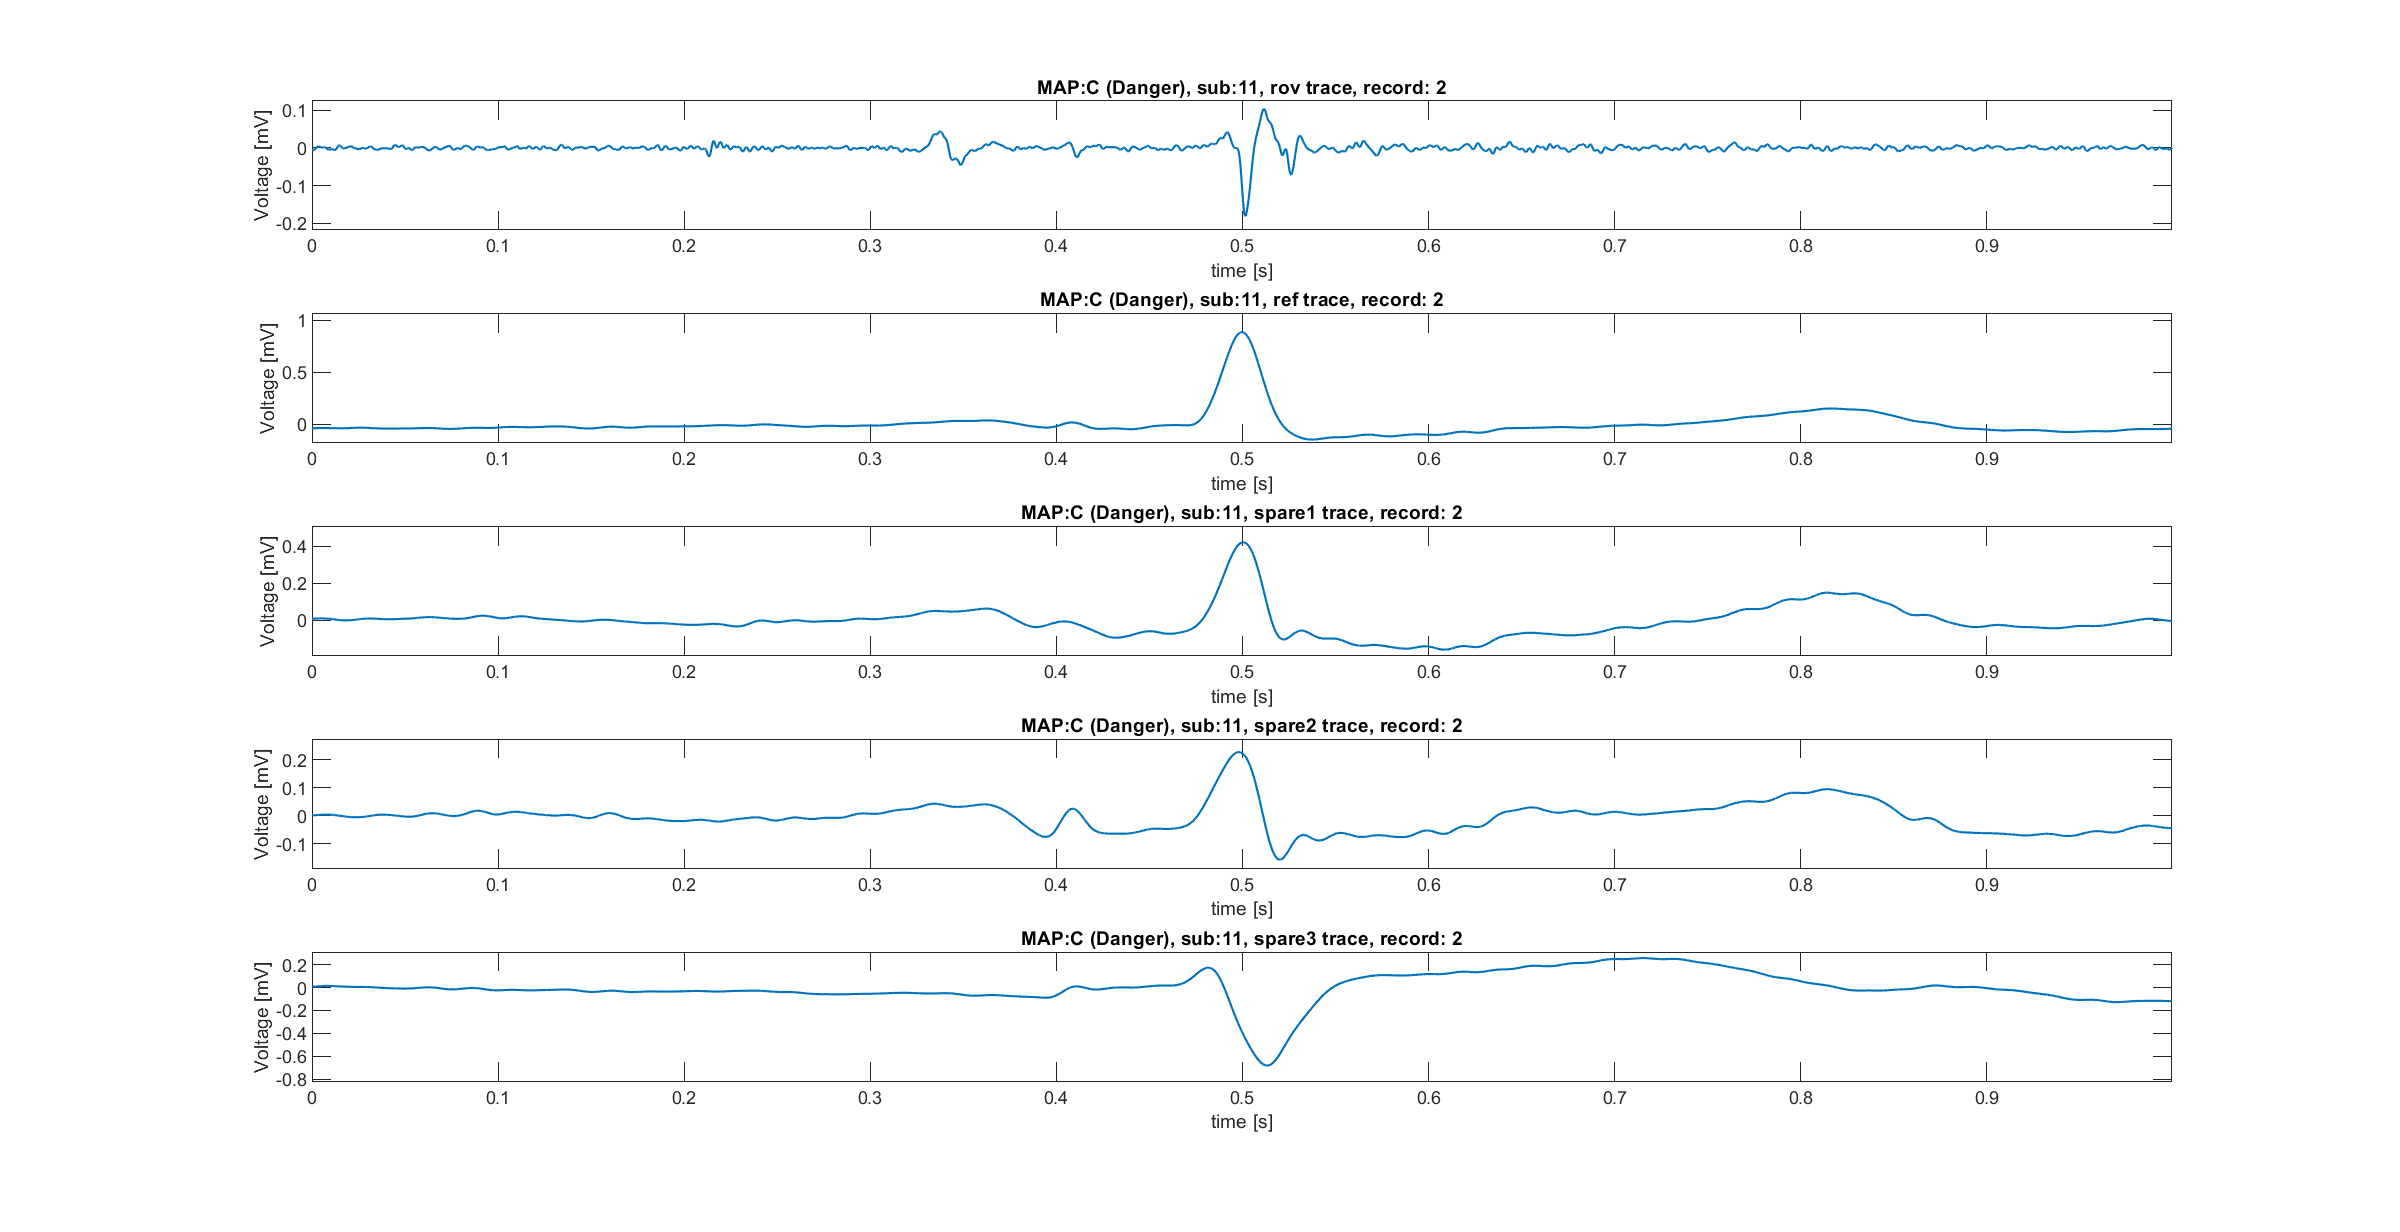 MAP:C (Danger), sub:11, rov trace, record: 2
Voltage [mV]
0.1
0
-0.1
-0.2
0 0.1 0.2 0.3 0.4 0.5 0.6 0.7 0.8 0.9
time [s]
MAP:C (Danger), sub:11, ref trace, record: 2
Voltage [mV]
1
0.5
0
0 0.1 0.2 0.3 0.4 0.5 0.6 0.7 0.8 0.9
time [s]
MAP:C (Danger), sub:11, spare1 trace, record: 2
Voltage [mV]
0.4
0.2
0
0 0.1 0.2 0.3 0.4 0.5 0.6 0.7 0.8 0.9
time [s]
MAP:C (Danger), sub:11, spare2 trace, record: 2
Voltage [mV]
0.2
0.1
0
-0.1
0 0.1 0.2 0.3 0.4 0.5 0.6 0.7 0.8 0.9
time [s]
MAP:C (Danger), sub:11, spare3 trace, record: 2
Voltage [mV]
0.2
0
-0.2
-0.4
-0.6
-0.8
0 0.1 0.2 0.3 0.4 0.5 0.6 0.7 0.8 0.9
time [s]